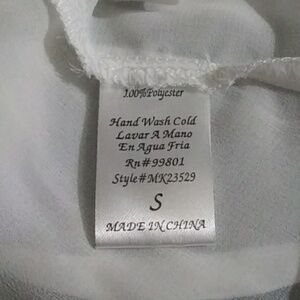 100%Polyester
Hand Wash Cold
Lavar A Mano
En Agua Fria
Rn#99801
Style#MK23529
S
MADE IN CHINA